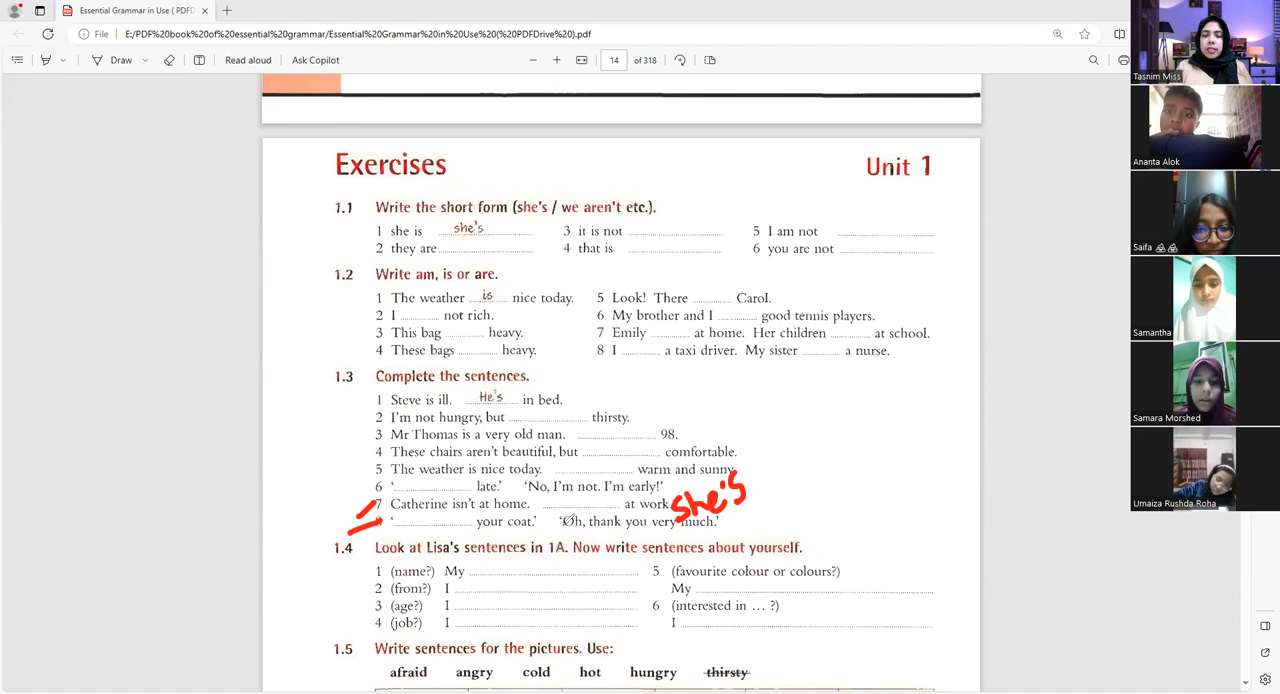 Essential Grammar in Use ( PDFD
File E:/PDF%20book%20of%20essential%20grammar/Essential%20Grammar%20in%20Use%20(%20PDFDrive%20).pdf
Draw Read aloud Ask Copilot 14 of 318
Exercises Unit 1
1.1 Write the short form (she's / we aren't etc.).
1 she is she's 3 it is not 5 I am not
2 they are 4 that is 6 you are not
1.2 Write am, is or are.
1 The weather is nice today. 5 Look! There Carol.
2 I not rich. 6 My brother and I good tennis players.
3 This bag heavy. 7 Emily at home. Her children at school.
4 These bags heavy. 8 I a taxi driver. My sister a nurse.
1.3 Complete the sentences.
1 Steve is ill. He's in bed.
2 I'm not hungry, but thirsty.
3 Mr Thomas is a very old man. 98.
4 These chairs aren't beautiful, but comfortable.
5 The weather is nice today. warm and sunny.
6 ' late.' 'No, I'm not. I'm early!'
7 Catherine isn't at home. at work she's
8 ' your coat.' 'Oh, thank you very much.'
1.4 Look at Lisa's sentences in 1A. Now write sentences about yourself.
1 (name?) My 5 (favourite colour or colours?)
2 (from?) I My
3 (age?) I 6 (interested in ... ?)
4 (job?) I I
1.5 Write sentences for the pictures. Use:
afraid angry cold hot hungry thirsty
Tasnim Miss
Ananta Alok
Saifa
Samantha
Samara Morshed
Umaiza Rushda Roha